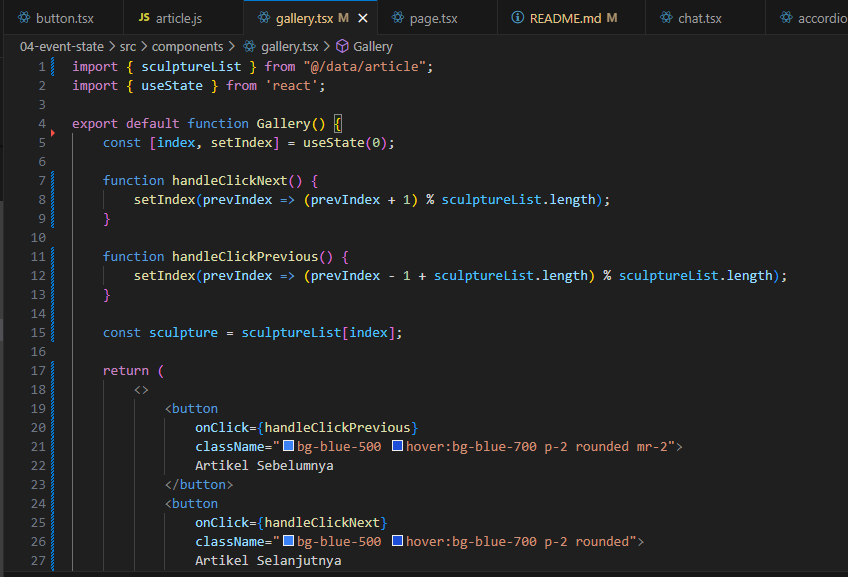 button.tsx JS article.js gallery.tsx M page.tsx README.md M chat.tsx accordio
04-event-state > src > components > gallery.tsx > Gallery
1 import { sculptureList } from "@/data/article";
2 import { useState } from 'react';
3
4 export default function Gallery() {
5 const [index, setIndex] = useState(0);
6
7 function handleClickNext() {
8 setIndex(prevIndex => (prevIndex + 1) % sculptureList.length);
9 }
10
11 function handleClickPrevious() {
12 setIndex(prevIndex => (prevIndex - 1 + sculptureList.length) % sculptureList.length);
13 }
14
15 const sculpture = sculptureList[index];
16
17 return (
18 <>
19 <button
20 onClick={handleClickPrevious}
21 className="bg-blue-500 hover:bg-blue-700 p-2 rounded mr-2">
22 Artikel Sebelumnya
23 </button>
24 <button
25 onClick={handleClickNext}
26 className="bg-blue-500 hover:bg-blue-700 p-2 rounded">
27 Artikel Selanjutnya